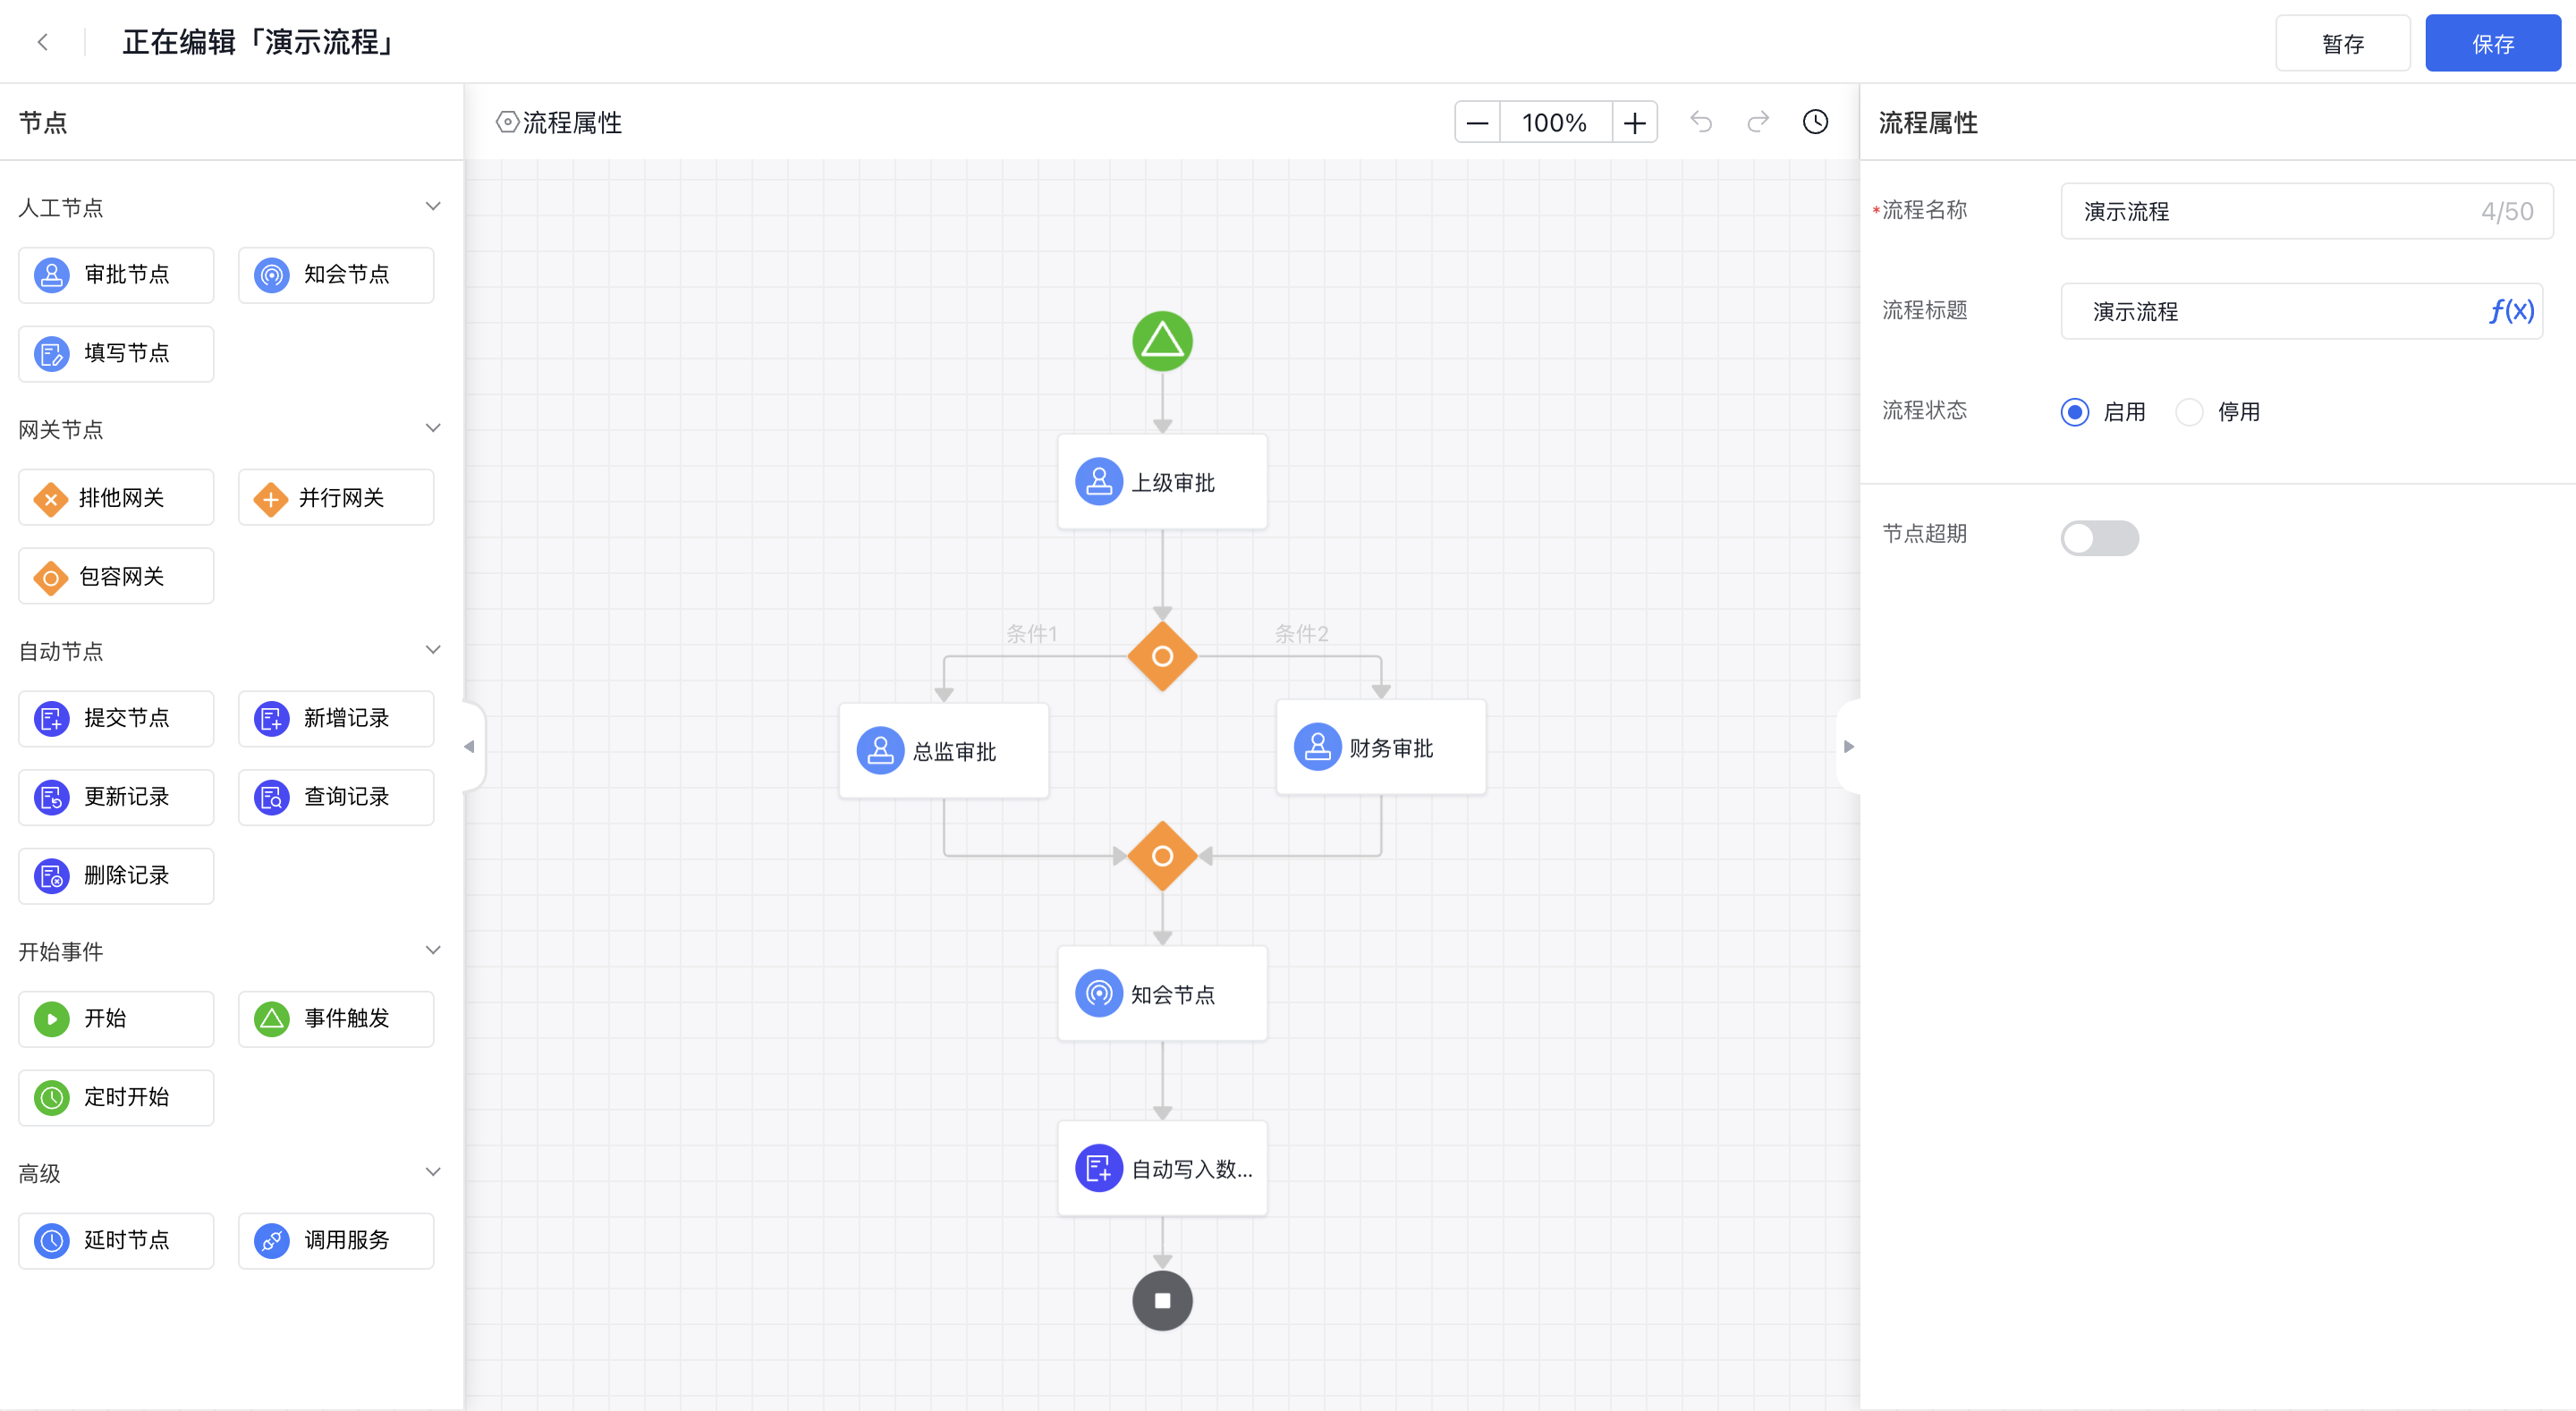 正在编辑「演示流程」
暂存
保存
节点
人工节点
审批节点
知会节点
填写节点
网关节点
排他网关
并行网关
包容网关
自动节点
提交节点
新增记录
更新记录
查询记录
删除记录
开始事件
开始
事件触发
定时开始
高级
延时节点
调用服务
流程属性
100%
上级审批
条件1
条件2
总监审批
财务审批
知会节点
自动写入数...
流程属性
*流程名称
演示流程
4/50
流程标题
演示流程
f(x)
流程状态
启用
停用
节点超期